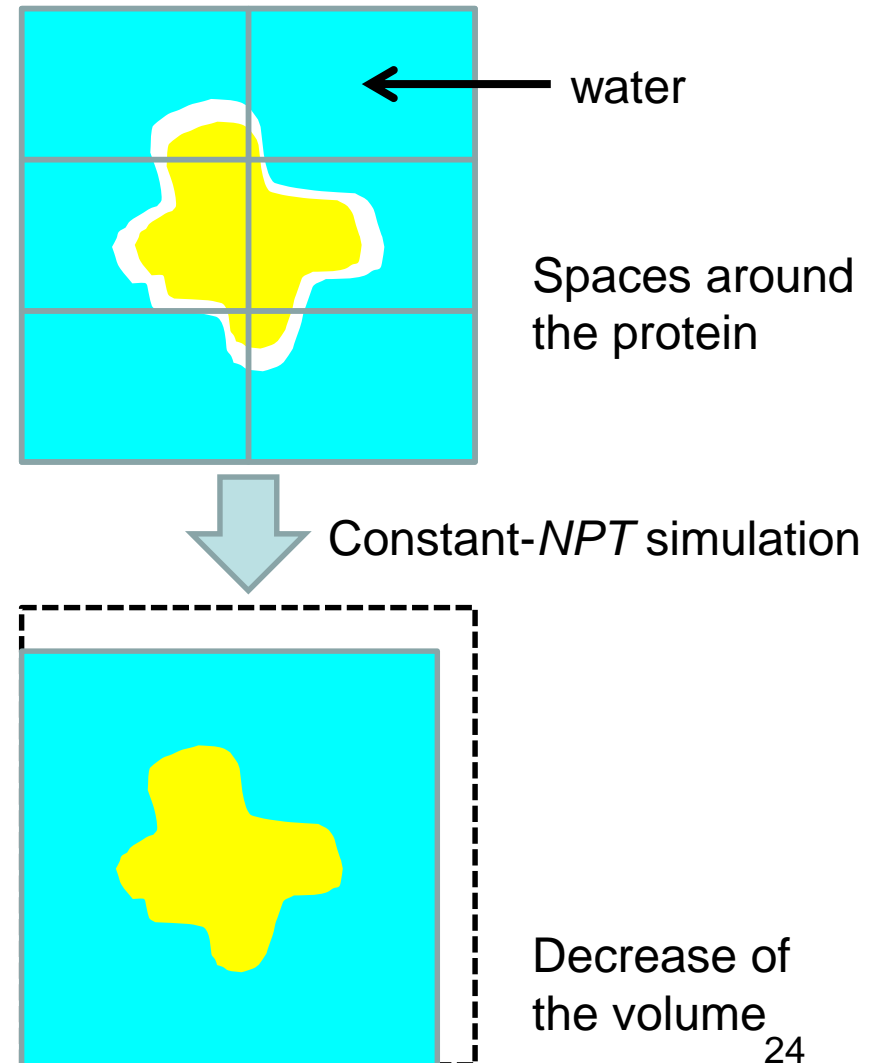 water
Spaces around
the protein
Constant-NPT simulation
Decrease of
the volume
24